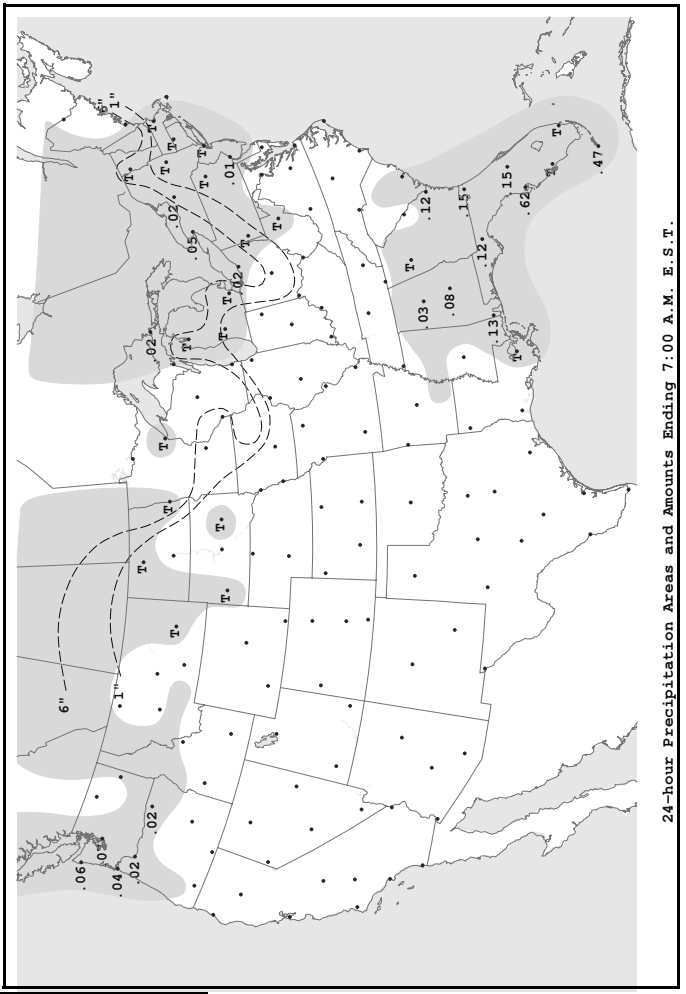 6"
.06
6"
1"
1"
.04
T
.02
T
.02
T
.02
T
T
T
.02
T
T
.05
T
T
T
T
T
T
.01
.02
T
T
T
.03
.12
.08
.15
.12
.13
.15
T
.62
T
T
.47
24-hour Precipitation Areas and Amounts Ending 7:00 A.M. E.S.T.